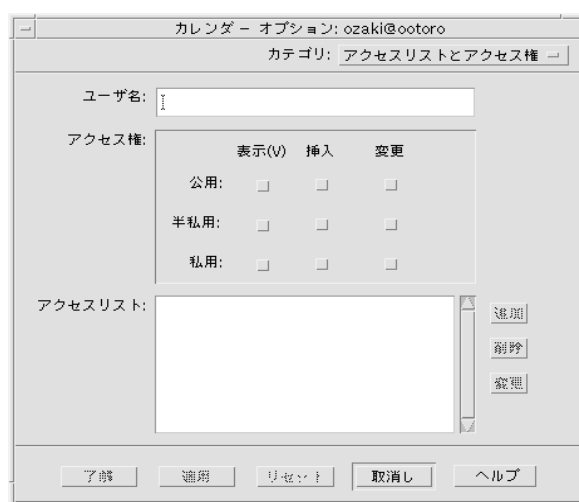 カレンダ − オプション: ozaki@ootoro
カテゴリ: アクセスリストとアクセス権
ユーザ名:
アクセス権:
表示(V) 挿入 変更
公用:
半私用:
私用:
アクセスリスト:
追加
削除
変更
了解 適用 リセット 取消し ヘルプ